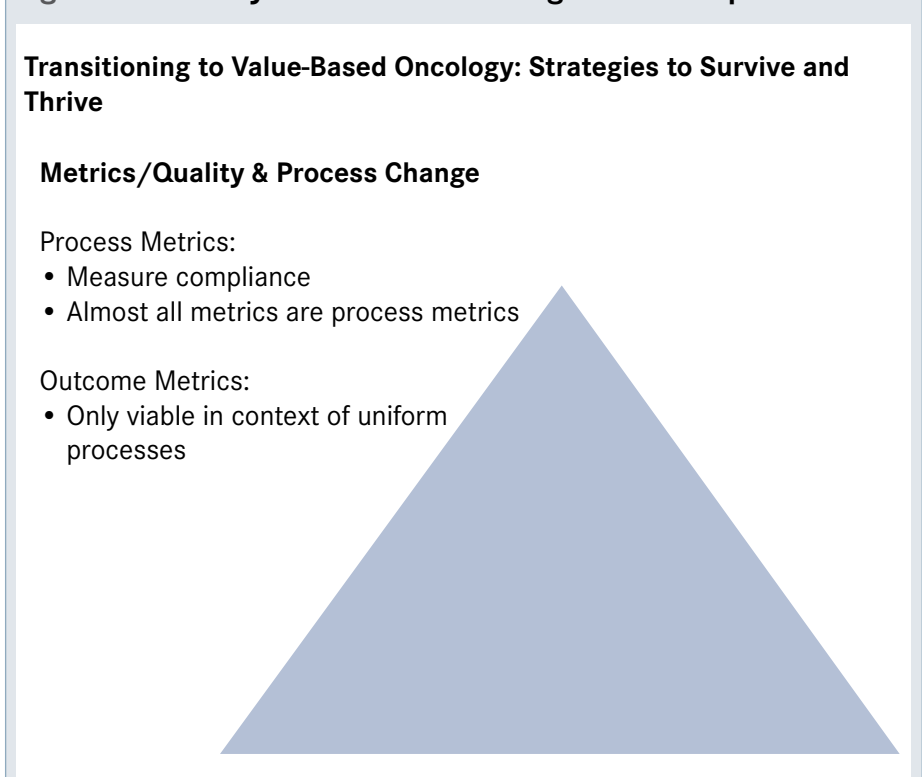 Transitioning to Value-Based Oncology: Strategies to Survive and
Thrive
Metrics/Quality & Process Change
Process Metrics:
• Measure compliance
• Almost all metrics are process metrics
Outcome Metrics:
• Only viable in context of uniform
processes